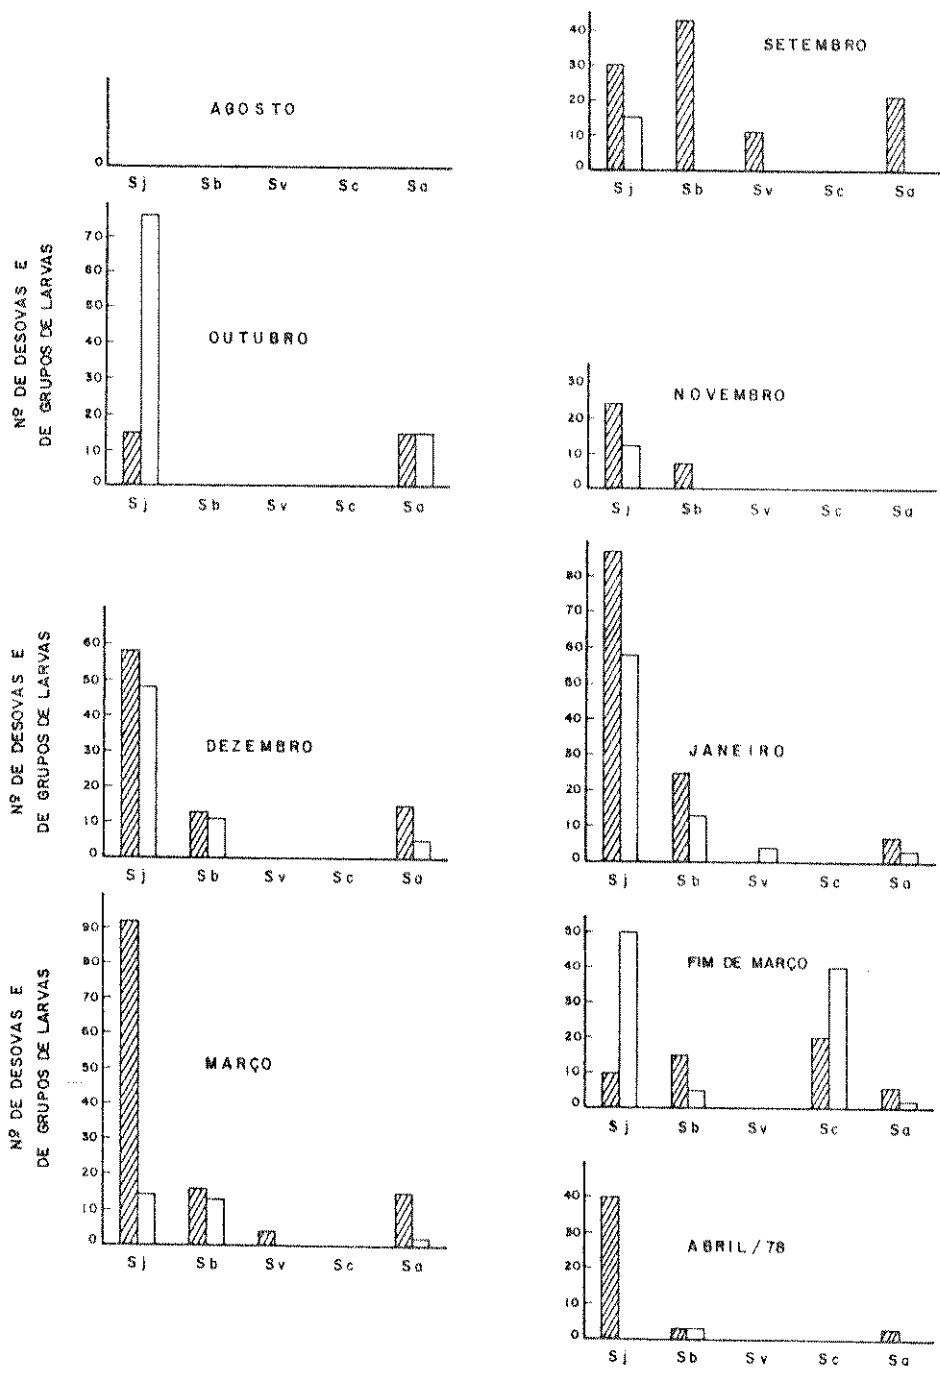 AGOSTO
0
Sj Sb Sv Sc Sa
SETEMBRO
40
30
20
10
0
Sj Sb Sv Sc Sa
Nº DE DESOVAS E
DE GRUPOS DE LARVAS
OUTUBRO
70
60
50
40
30
20
10
0
Sj Sb Sv Sc Sa
NOVEMBRO
30
20
10
0
Sj Sb Sv Sc Sa
Nº DE DESOVAS E
DE GRUPOS DE LARVAS
DEZEMBRO
60
50
40
30
20
10
0
Sj Sb Sv Sc Sa
JANEIRO
80
70
60
50
40
30
20
10
0
Sj Sb Sv Sc Sa
Nº DE DESOVAS E
DE GRUPOS DE LARVAS
MARÇO
90
80
70
60
50
40
30
20
10
0
Sj Sb Sv Sc Sa
FIM DE MARÇO
50
40
30
20
10
0
Sj Sb Sv Sc Sa
ABRIL/78
40
30
20
10
0
Sj Sb Sv Sc Sa